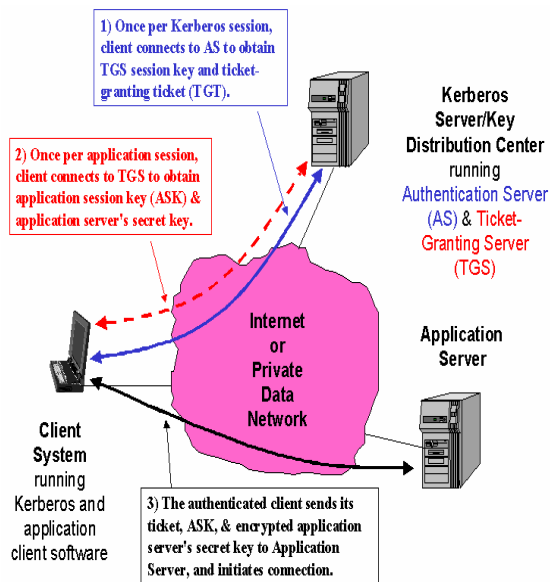 1) Once per Kerberos session,
client connects to AS to obtain
TGS session key and ticket-
granting ticket (TGT).
Kerberos
Server/Key
Distribution Center
running
Authentication Server
(AS) & Ticket-
Granting Server
(TGS)
2) Once per application session,
client connects to TGS to obtain
application session key (ASK) &
application server's secret key.
Internet
or
Private
Data
Network
Application
Server
Client
System
running
Kerberos and
application
client software
3) The authenticated client sends its
ticket, ASK, & encrypted application
server's secret key to Application
Server, and initiates connection.